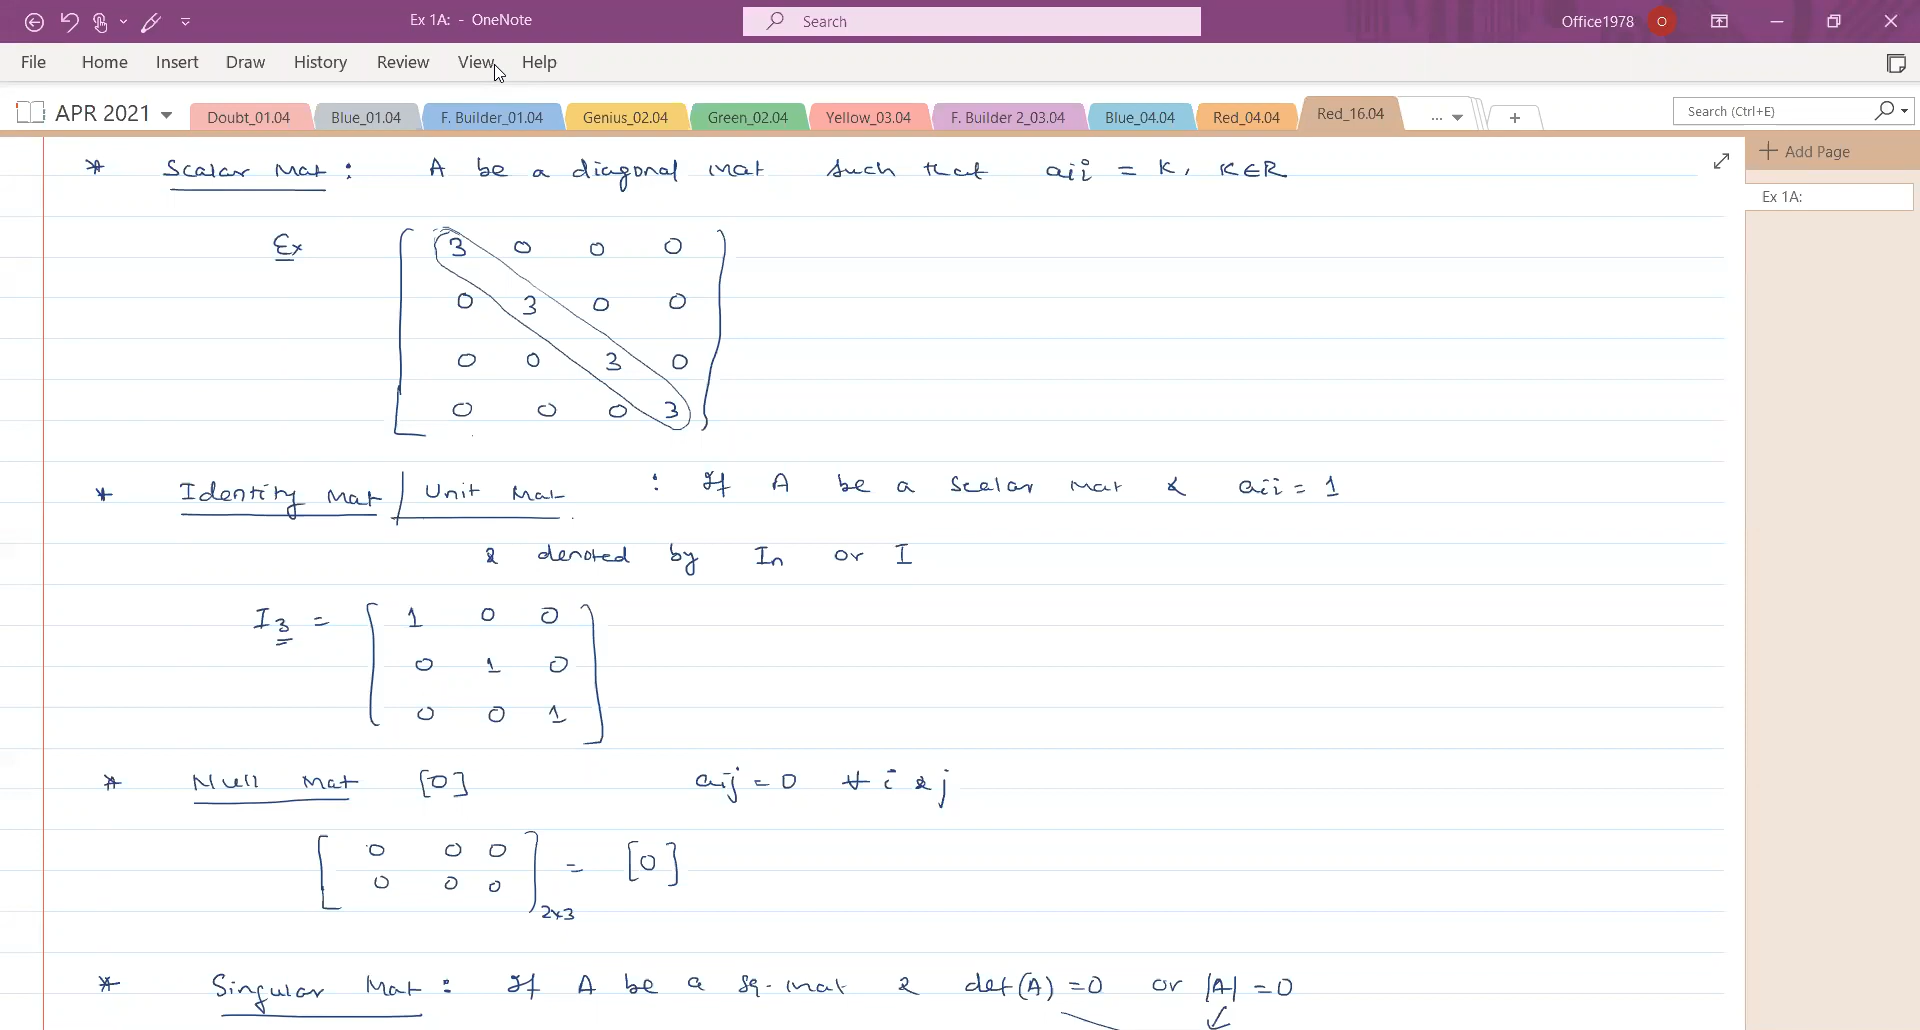 Ex 1A: - OneNote
Search
Office1978
O
File Home Insert Draw History Review View Help
APR 2021
Doubt_01.04 Blue_01.04 F. Builder_01.04 Genius_02.04 Green_02.04 Yellow_03.04 F. Builder 2_03.04 Blue_04.04 Red_04.04 Red_16.04 ... +
Search (Ctrl+E)
+ Add Page
Ex 1A:
* Scalar Mat : A be a diagonal mat such that aii = K, K∈R
Ex
3 0 0 0
0 3 0 0
0 0 3 0
0 0 0 3
* Identity Mat | Unit Mat : If A be a scalar mat & aii = 1
& denoted by In or I
I3 =
1 0 0
0 1 0
0 0 1
* Null Mat [0] aij = 0 ∀ i & j
0 0 0
0 0 0
2x3 = [0]
* Singular Mat : If A be a sq. mat & det(A) = 0 or |A| = 0